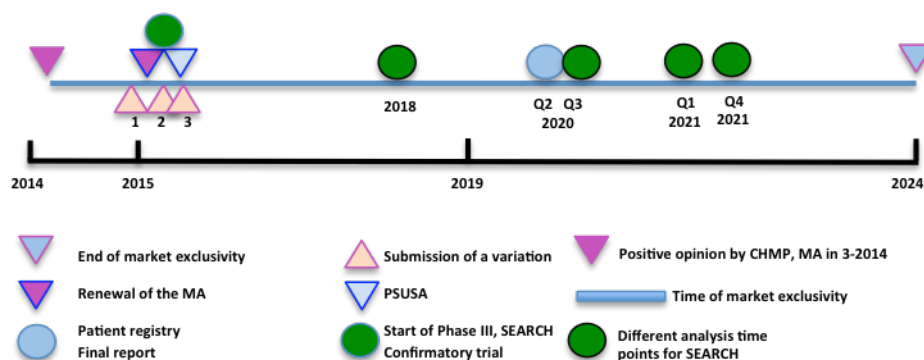 1 2 3
2018
Q2 Q3
2020
Q1
2021
Q4
2021
2014 2015 2019 2024
End of market exclusivity
Submission of a variation
Positive opinion by CHMP, MA in 3-2014
Renewal of the MA
PSUSA
Time of market exclusivity
Patient registry
Final report
Start of Phase III, SEARCH
Confirmatory trial
Different analysis time
points for SEARCH